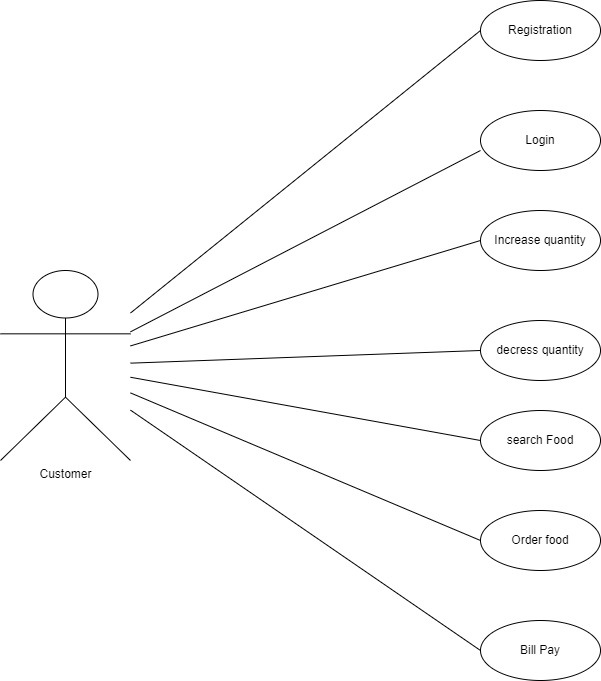 Registration
Login
Increase quantity
decress quantity
search Food
Customer
Order food
Bill Pay